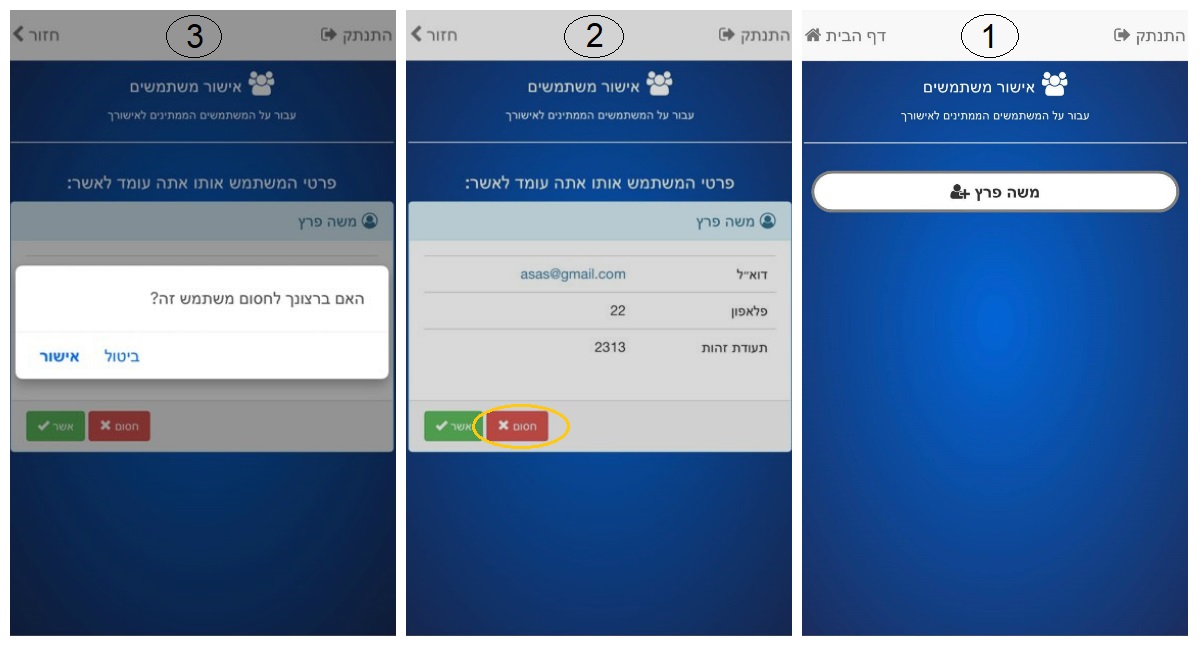 התנתק
1
דף הבית
אישור משתמשים
עבור על המשתמשים הממתינים לאישורך
משה פרץ
התנתק
2
חזור
אישור משתמשים
עבור על המשתמשים הממתינים לאישורך
פרטי המשתמש אותו אתה עומד לאשר:
משה פרץ
דוא״ל asas@gmail.com
פלאפון 22
תעודת זהות 2313
חסום אשר
התנתק
3
חזור
אישור משתמשים
עבור על המשתמשים הממתינים לאישורך
פרטי המשתמש אותו אתה עומד לאשר:
משה פרץ
האם ברצונך לחסום משתמש זה?
ביטול אישור
חסום אשר